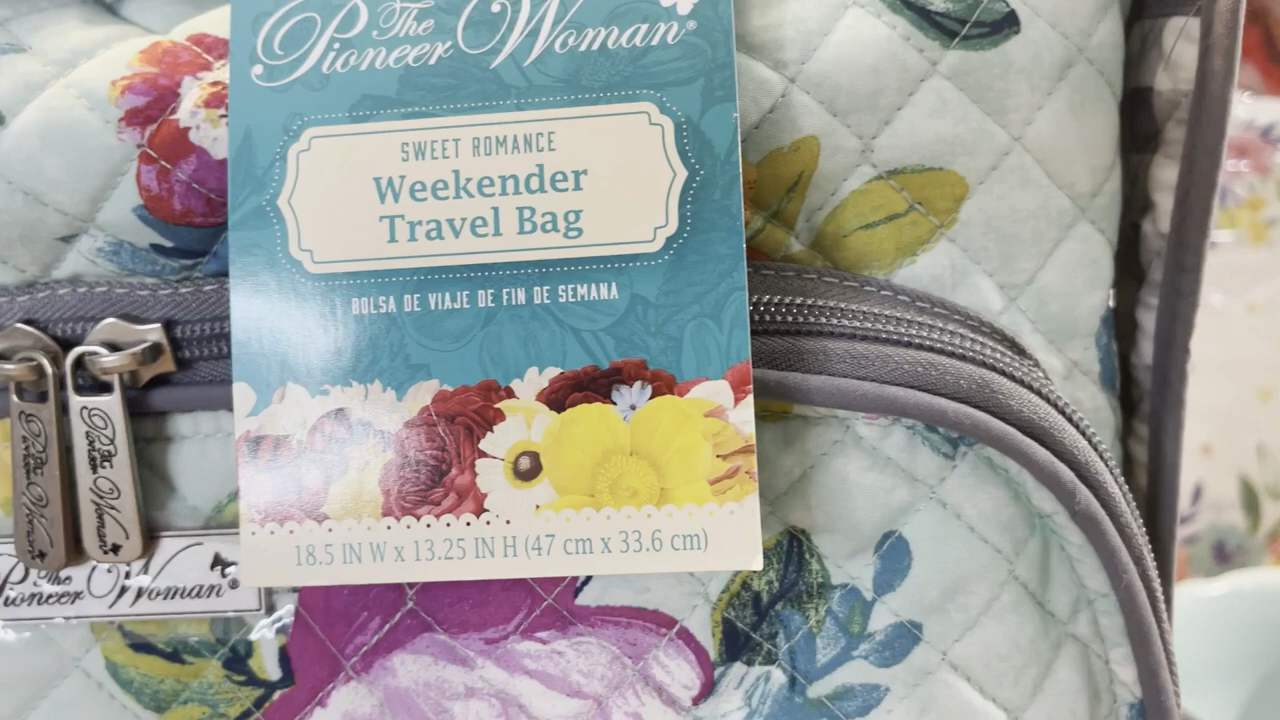 The Pioneer Woman®
SWEET ROMANCE
Weekender
Travel Bag
BOLSA DE VIAJE DE FIN DE SEMANA
18.5 IN W x 13.25 IN H (47 cm x 33.6 cm)
The Pioneer Woman
The Pioneer Woman
The Pioneer Woman®